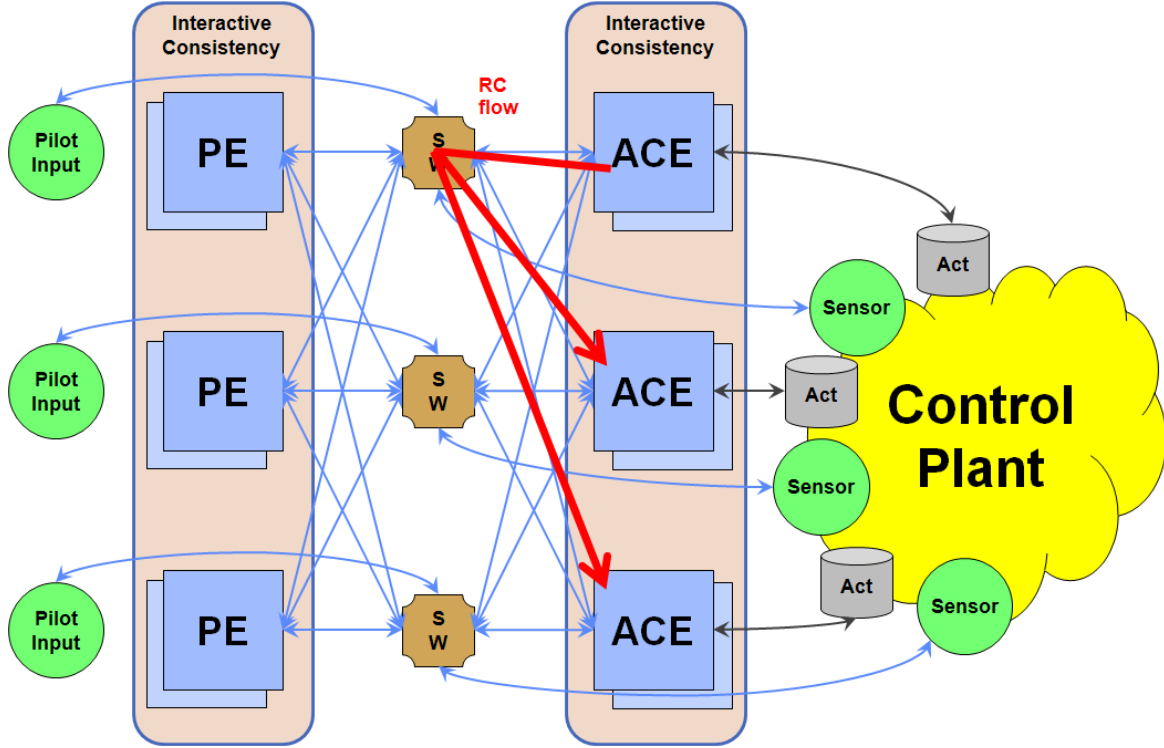 Interactive
Consistency
Interactive
Consistency
RC
flow
Pilot
Input
PE
S
W
ACE
Act
Sensor
Pilot
Input
PE
S
W
ACE
Act
Control
Plant
Sensor
Pilot
Input
PE
S
W
ACE
Act
Sensor